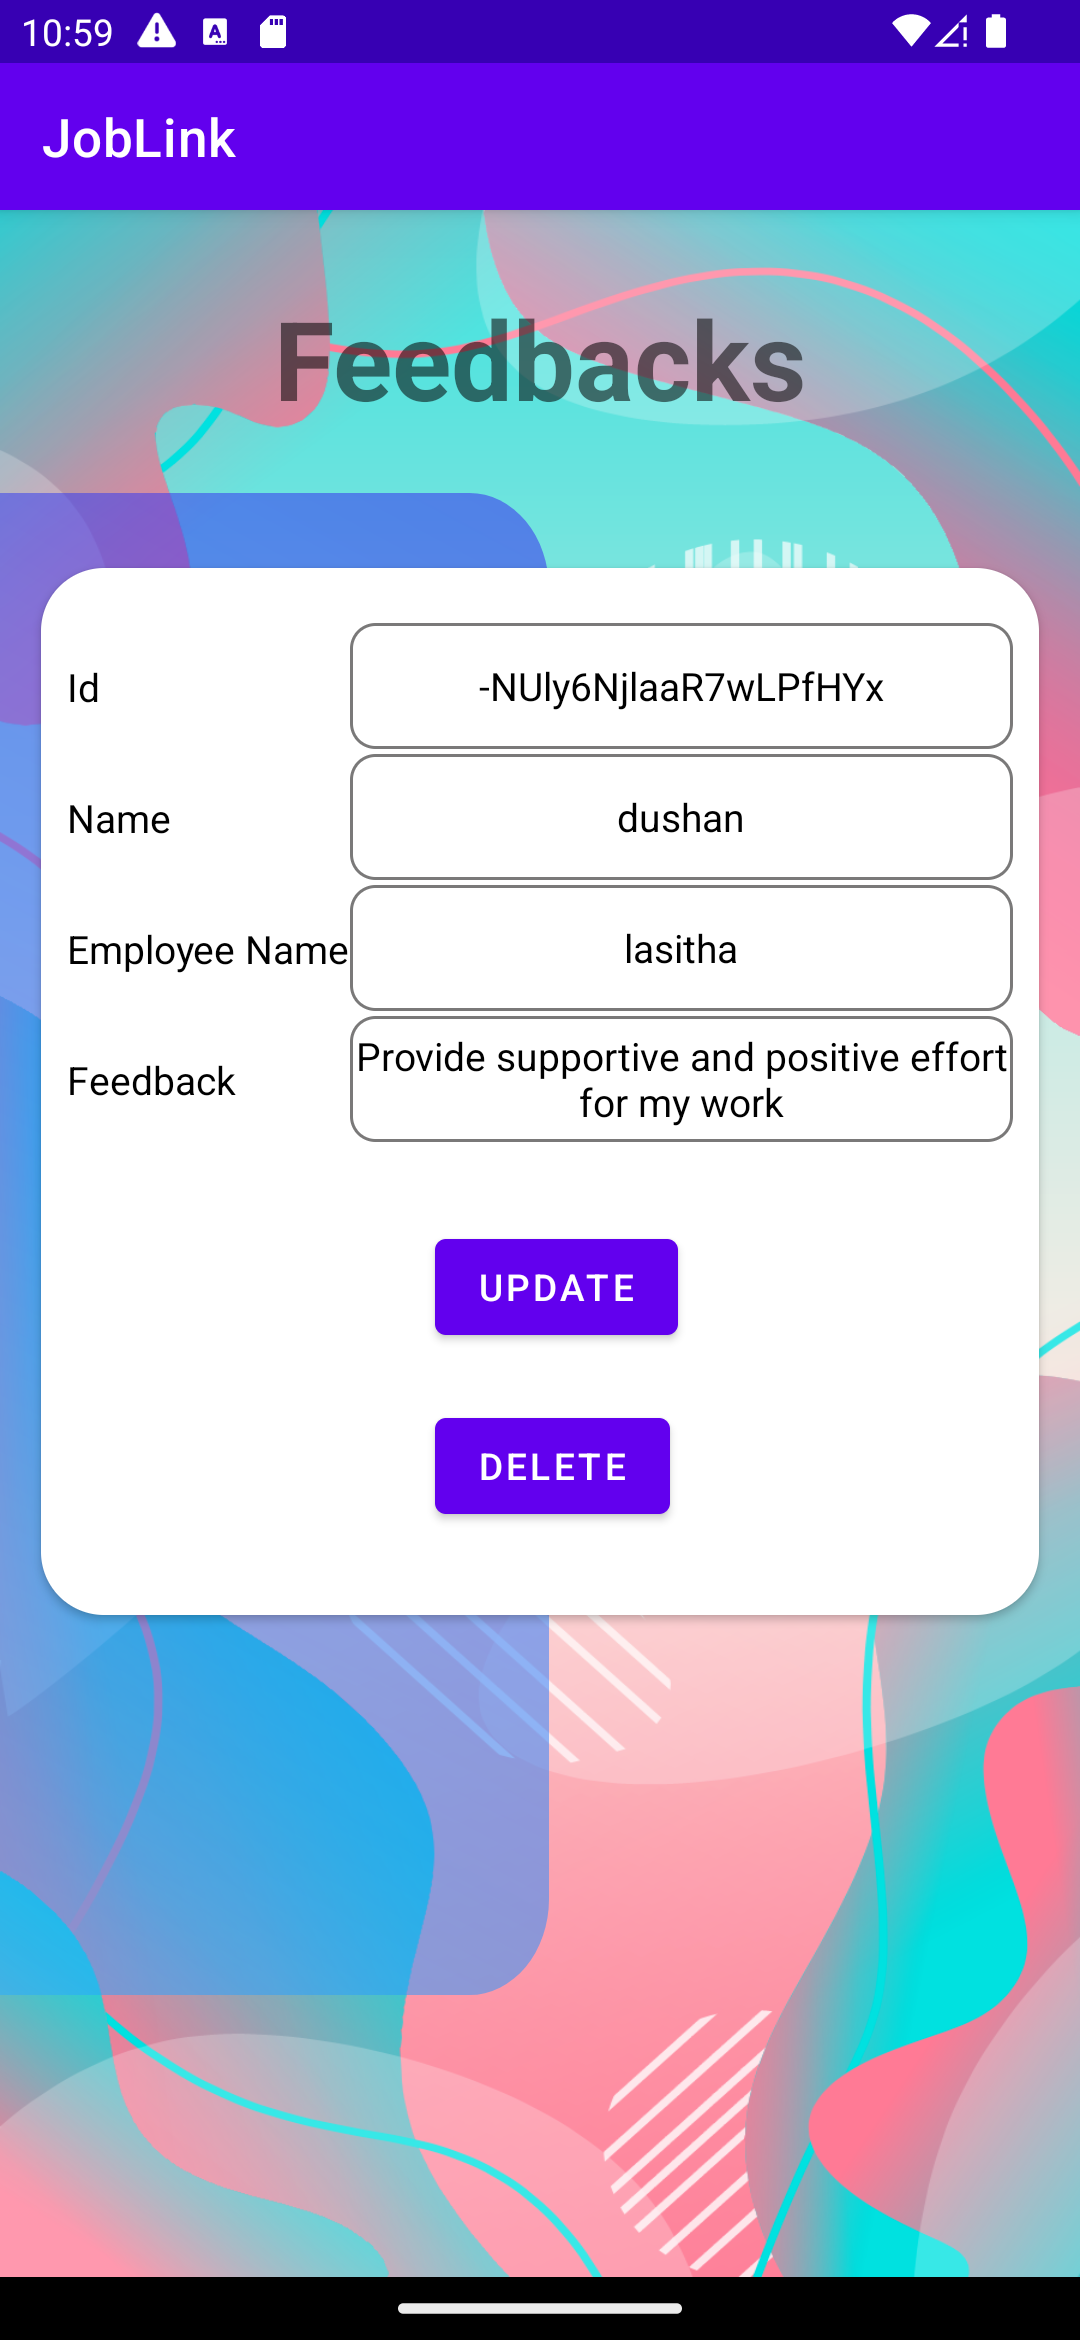 10:59
JobLink
Feedbacks
Id
-NUly6NjlaaR7wLPfHYx
Name
dushan
Employee Name
lasitha
Feedback
Provide supportive and positive effort
for my work
UPDATE
DELETE